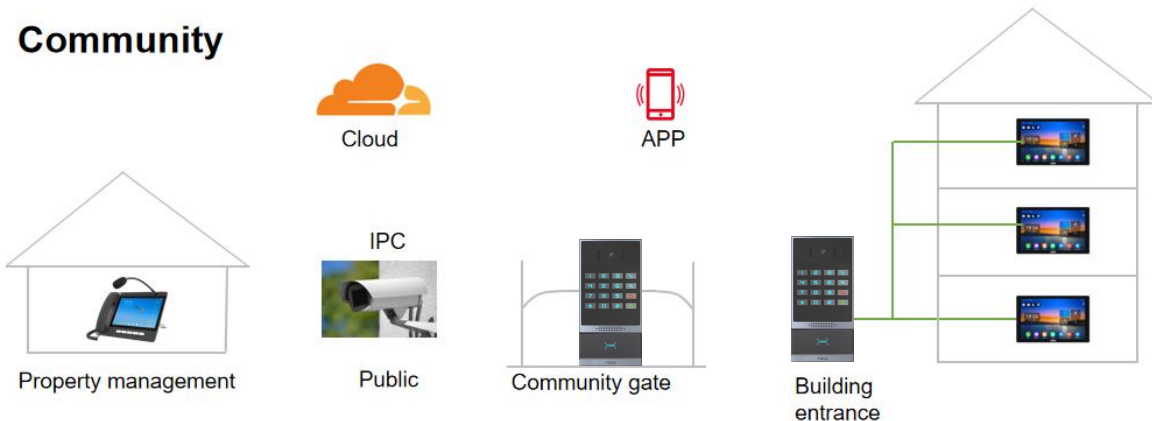 Community
Cloud
APP
IPC
Property management
Public
Community gate
Building
entrance